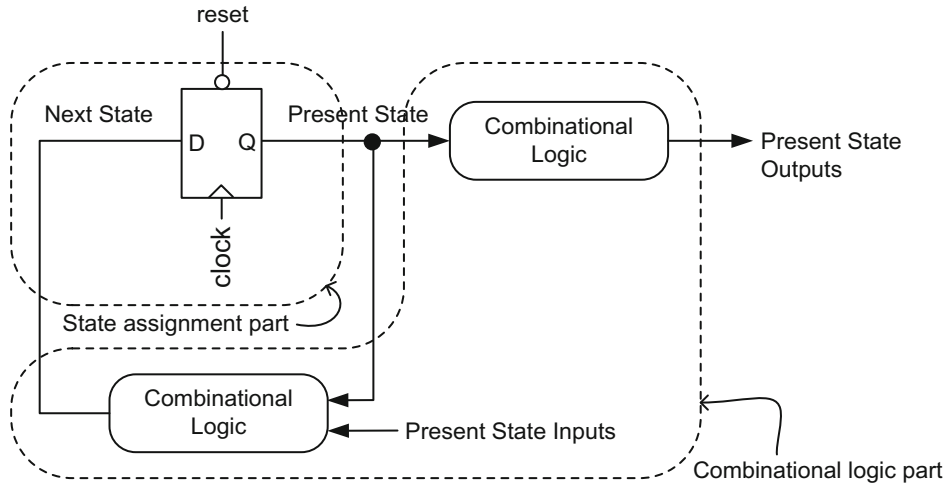 reset
Next State
Present State
D
Q
clock
Combinational
Logic
Present State
Outputs
State assignment part
Combinational
Logic
Present State Inputs
Combinational logic part